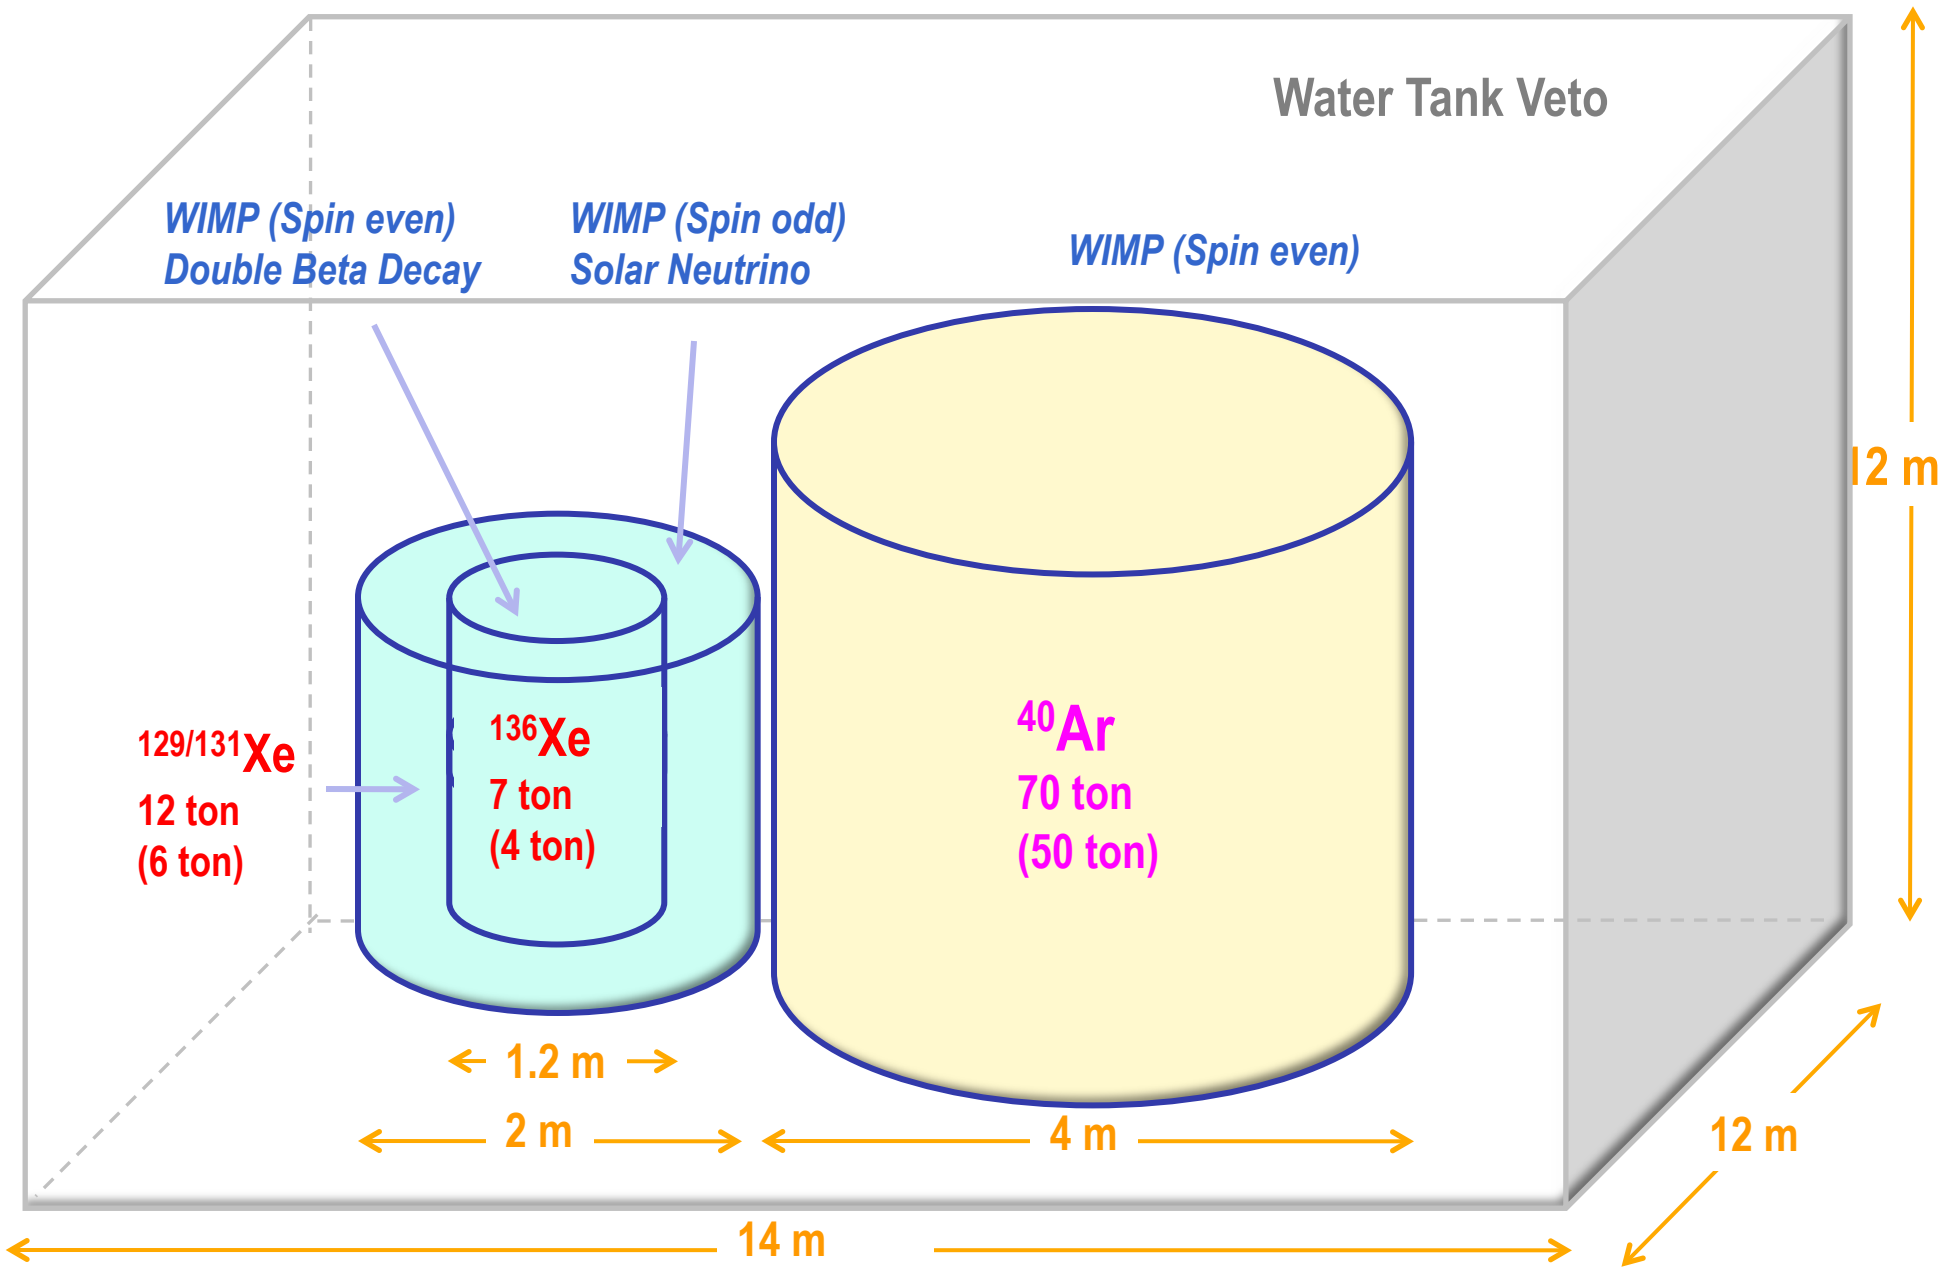 Water Tank Veto
WIMP (Spin even)
Double Beta Decay
WIMP (Spin odd)
Solar Neutrino
WIMP (Spin even)
12 m
129/131Xe
12 ton
(6 ton)
136Xe
7 ton
(4 ton)
40Ar
70 ton
(50 ton)
1.2 m
2 m
4 m
12 m
14 m